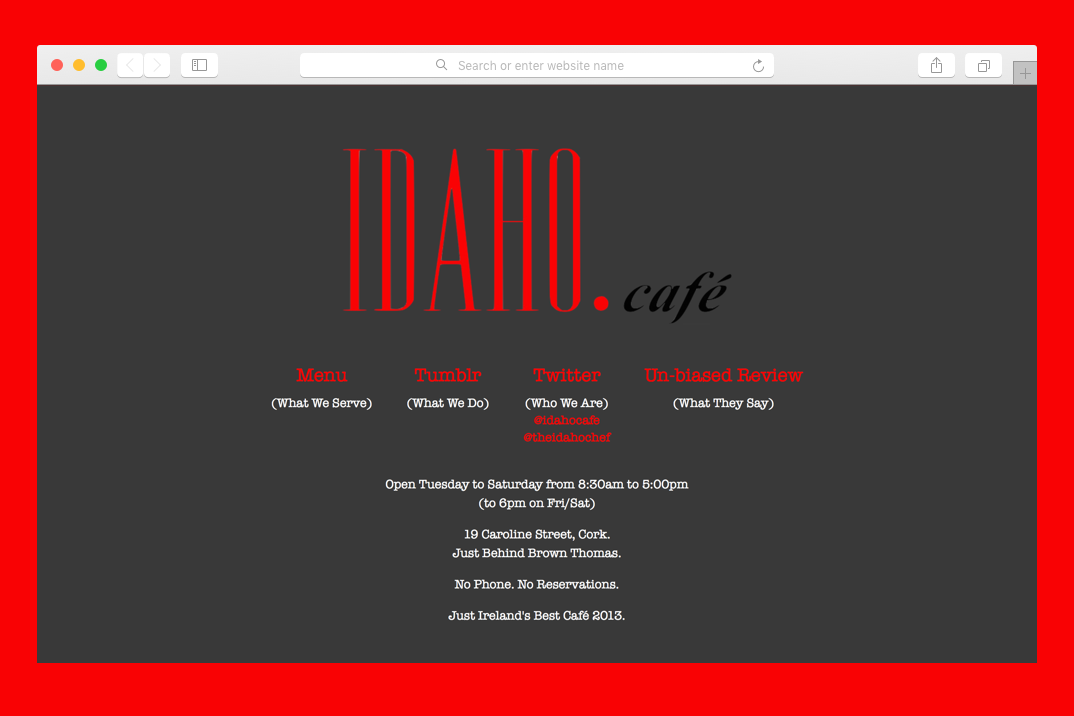 Search or enter website name
IDAHO. café
Menu Tumblr Twitter Un-biased Review
(What We Serve) (What We Do) (Who We Are) (What They Say)
@idahocafe
@theidahochef
Open Tuesday to Saturday from 8:30am to 5:00pm
(to 6pm on Fri/Sat)
19 Caroline Street, Cork.
Just Behind Brown Thomas.
No Phone. No Reservations.
Just Ireland's Best Café 2013.